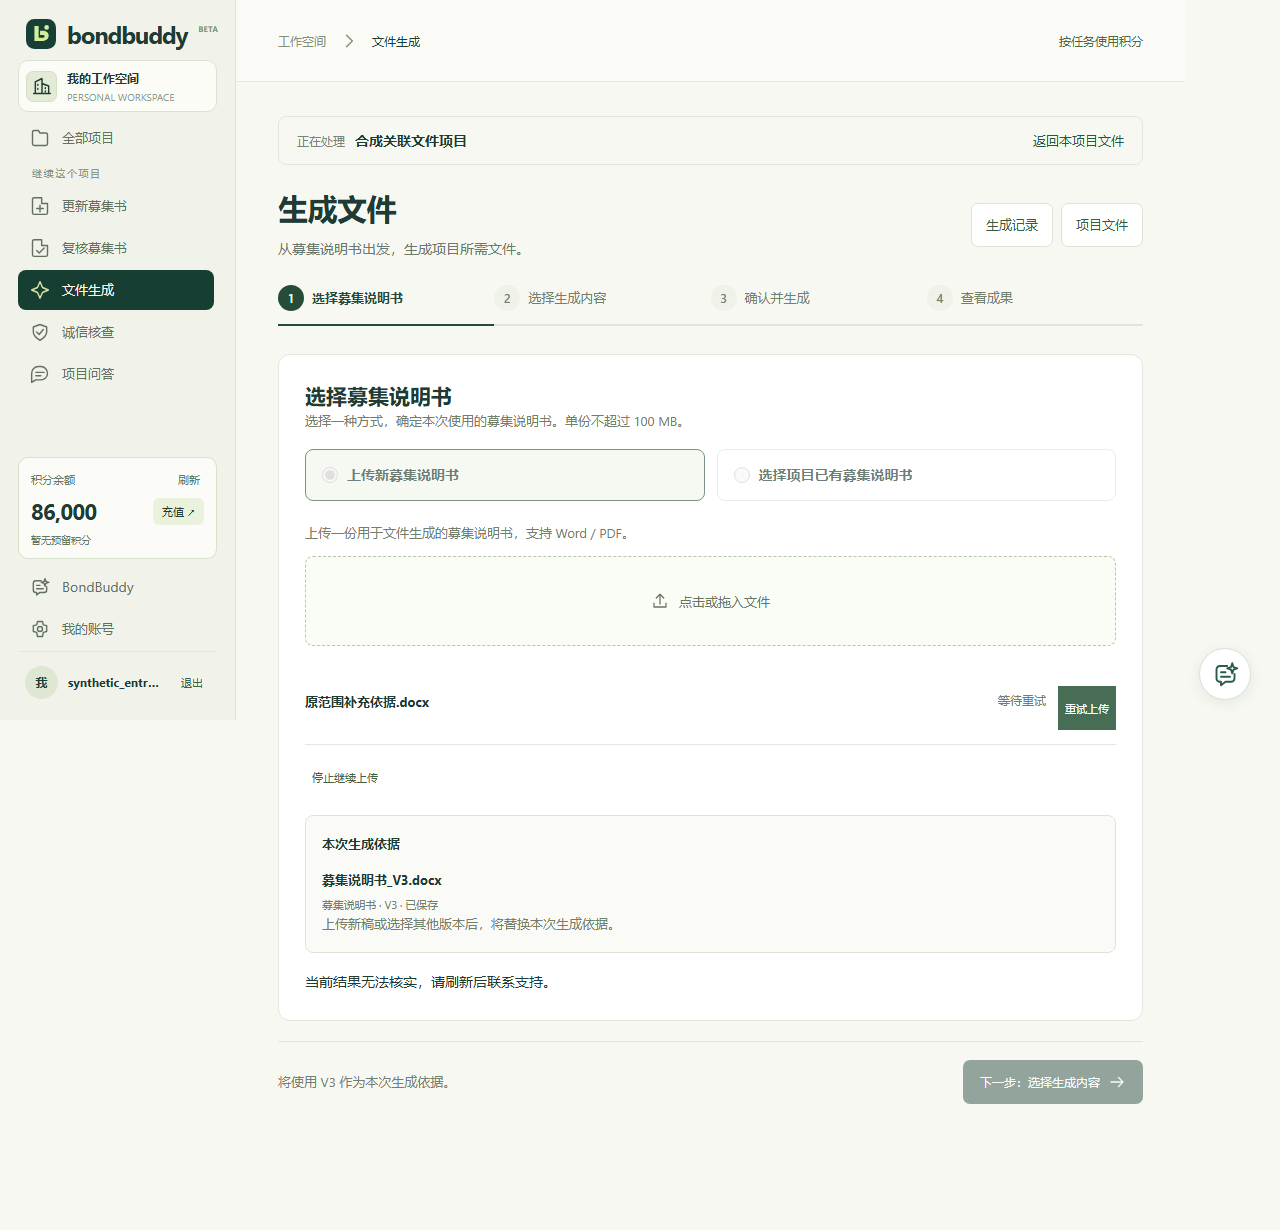 bondbuddy BETA
我的工作空间
PERSONAL WORKSPACE
全部项目
继续这个项目
更新募集书
复核募集书
文件生成
诚信核查
项目问答
积分余额 刷新
86,000 充值 ↗
暂无预留积分
BondBuddy
我的账号
我 synthetic_entr... 退出
工作空间 文件生成 按任务使用积分
正在处理 合成关联文件项目 返回本项目文件
生成文件
从募集说明书出发，生成项目所需文件。
生成记录 项目文件
1 选择募集说明书 2 选择生成内容 3 确认并生成 4 查看成果
选择募集说明书
选择一种方式，确定本次使用的募集说明书。单份不超过 100 MB。
上传新募集说明书 选择项目已有募集说明书
上传一份用于文件生成的募集说明书，支持 Word / PDF。
点击或拖入文件
原范围补充依据.docx 等待重试 重试上传
停止继续上传
本次生成依据
募集说明书_V3.docx
募集说明书 · V3 · 已保存
上传新稿或选择其他版本后，将替换本次生成依据。
当前结果无法核实，请刷新后联系支持。
将使用 V3 作为本次生成依据。 下一步：选择生成内容 →